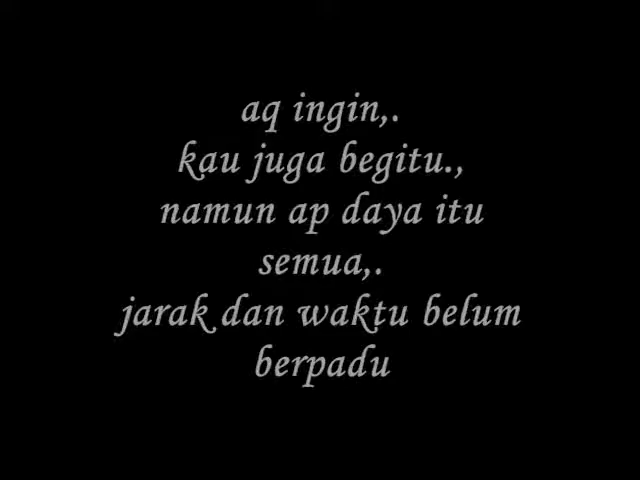 aq ingin,.
kau juga begitu.,
namun ap daya itu
semua,.
jarak dan waktu belum
berpadu